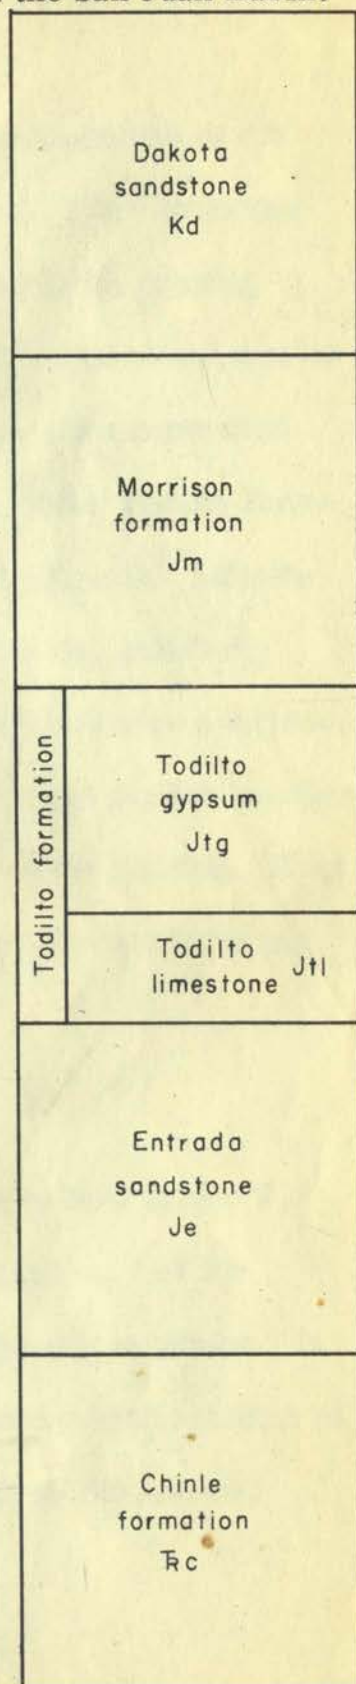 Dakota
sandstone
Kd
Morrison
formation
Jm
Todilto formation
Todilto
gypsum
Jtg
Todilto
limestone Jtl
Entrada
sandstone
Je
Chinle
formation
Ꞇc